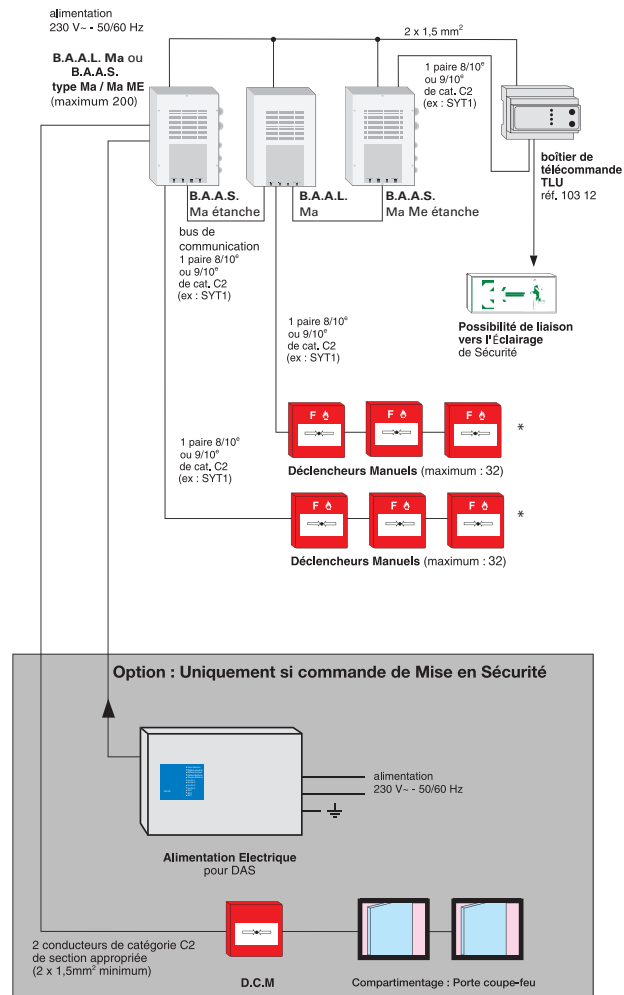 alimentation
230 V~ - 50/60 Hz
2 x 1,5 mm²
B.A.A.L. Ma ou
B.A.A.S.
type Ma / Ma ME
(maximum 200)
1 paire 8/10e
ou 9/10e
de cat. C2
(ex : SYT1)
boîtier de
télécommande
TLU
réf. 103 12
B.A.A.S.
Ma étanche
B.A.A.L.
Ma
B.A.A.S.
Ma Me étanche
bus de
communication
1 paire 8/10e
ou 9/10e
de cat. C2
(ex : SYT1)
Possibilité de liaison
vers l'Éclairage
de Sécurité
1 paire 8/10e
ou 9/10e
de cat. C2
(ex : SYT1)
F F F *
Déclencheurs Manuels (maximum : 32)
1 paire 8/10e
ou 9/10e
de cat. C2
(ex : SYT1)
F F F *
Déclencheurs Manuels (maximum : 32)
Option : Uniquement si commande de Mise en Sécurité
alimentation
230 V~ - 50/60 Hz
Alimentation Electrique
pour DAS
2 conducteurs de catégorie C2
de section appropriée
(2 x 1,5mm² minimum)
D.C.M
Compartimentage : Porte coupe-feu